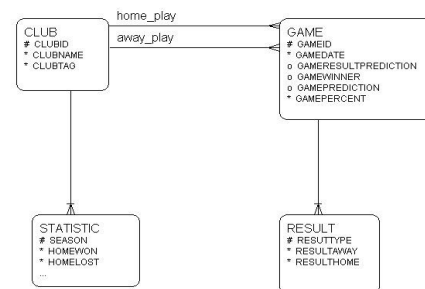 home_play
away_play
CLUB
# CLUBID
* CLUBNAME
* CLUBTAG
GAME
# GAMEID
* GAMEDATE
o GAMERESULTPREDICTION
o GAMEWINNER
o GAMEPREDICTION
* GAMEPERCENT
STATISTIC
# SEASON
* HOMEWON
* HOMELOST
...
RESULT
# RESUTTYPE
* RESULTAWAY
* RESULTHOME